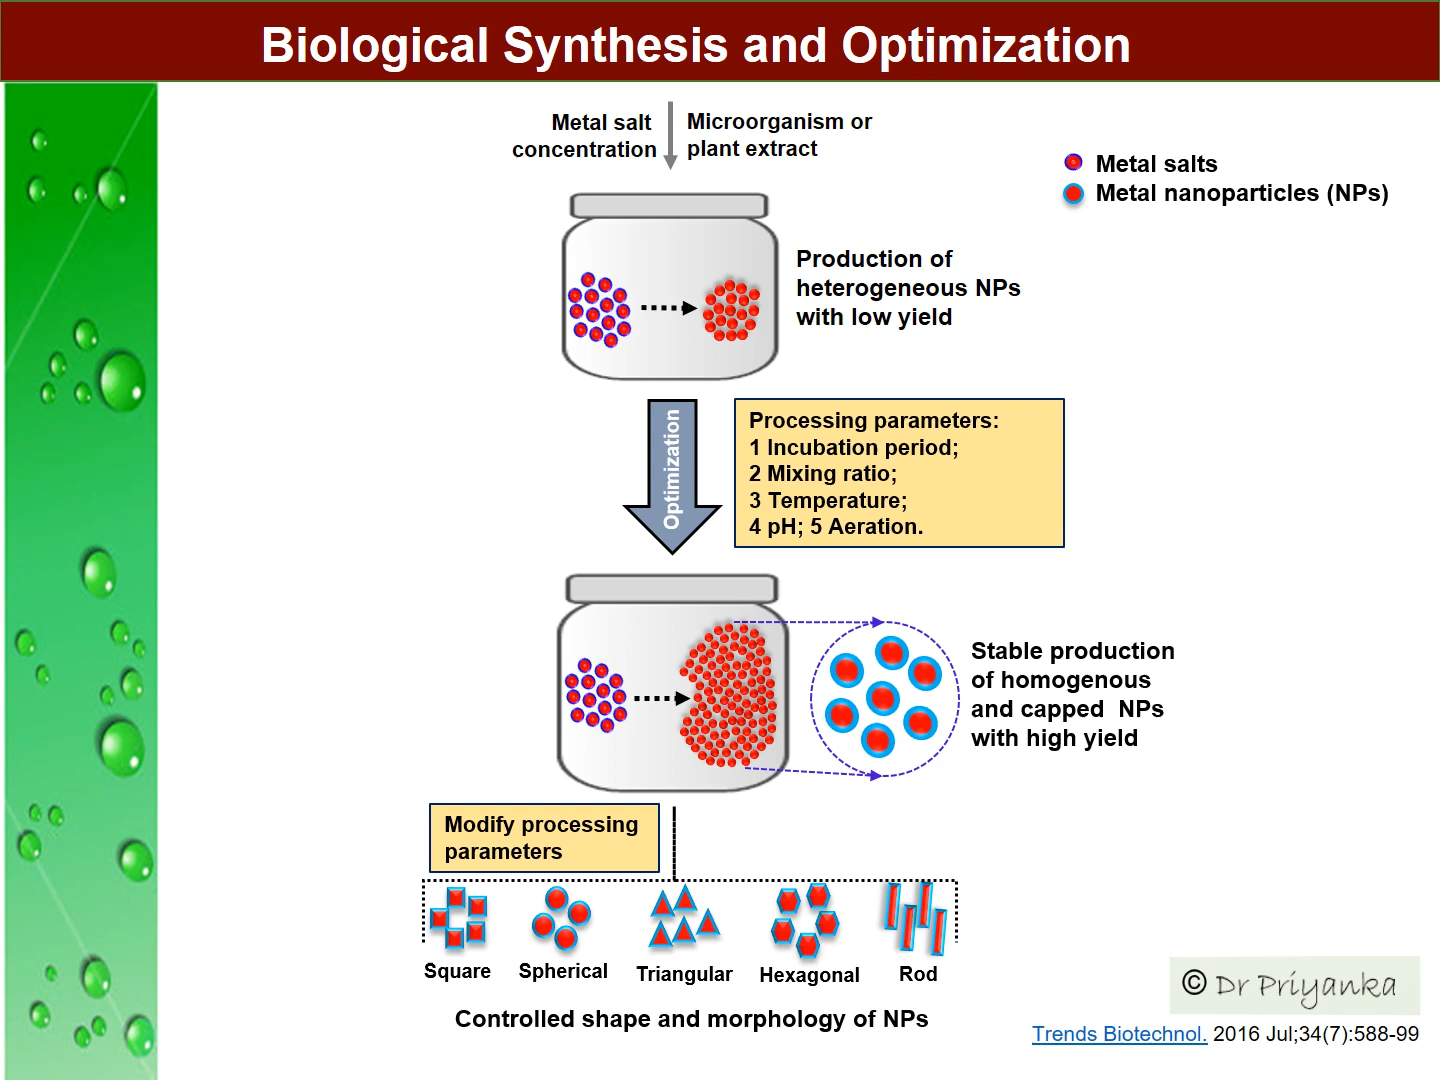 Biological Synthesis and Optimization
Metal salt
concentration
Microorganism or
plant extract
Metal salts
Metal nanoparticles (NPs)
Production of
heterogeneous NPs
with low yield
Optimization
Processing parameters:
1 Incubation period;
2 Mixing ratio;
3 Temperature;
4 pH; 5 Aeration.
Stable production
of homogenous
and capped  NPs
with high yield
Modify processing
parameters
Square
Spherical
Triangular
Hexagonal
Rod
Controlled shape and morphology of NPs
© Dr Priyanka
Trends Biotechnol. 2016 Jul;34(7):588-99